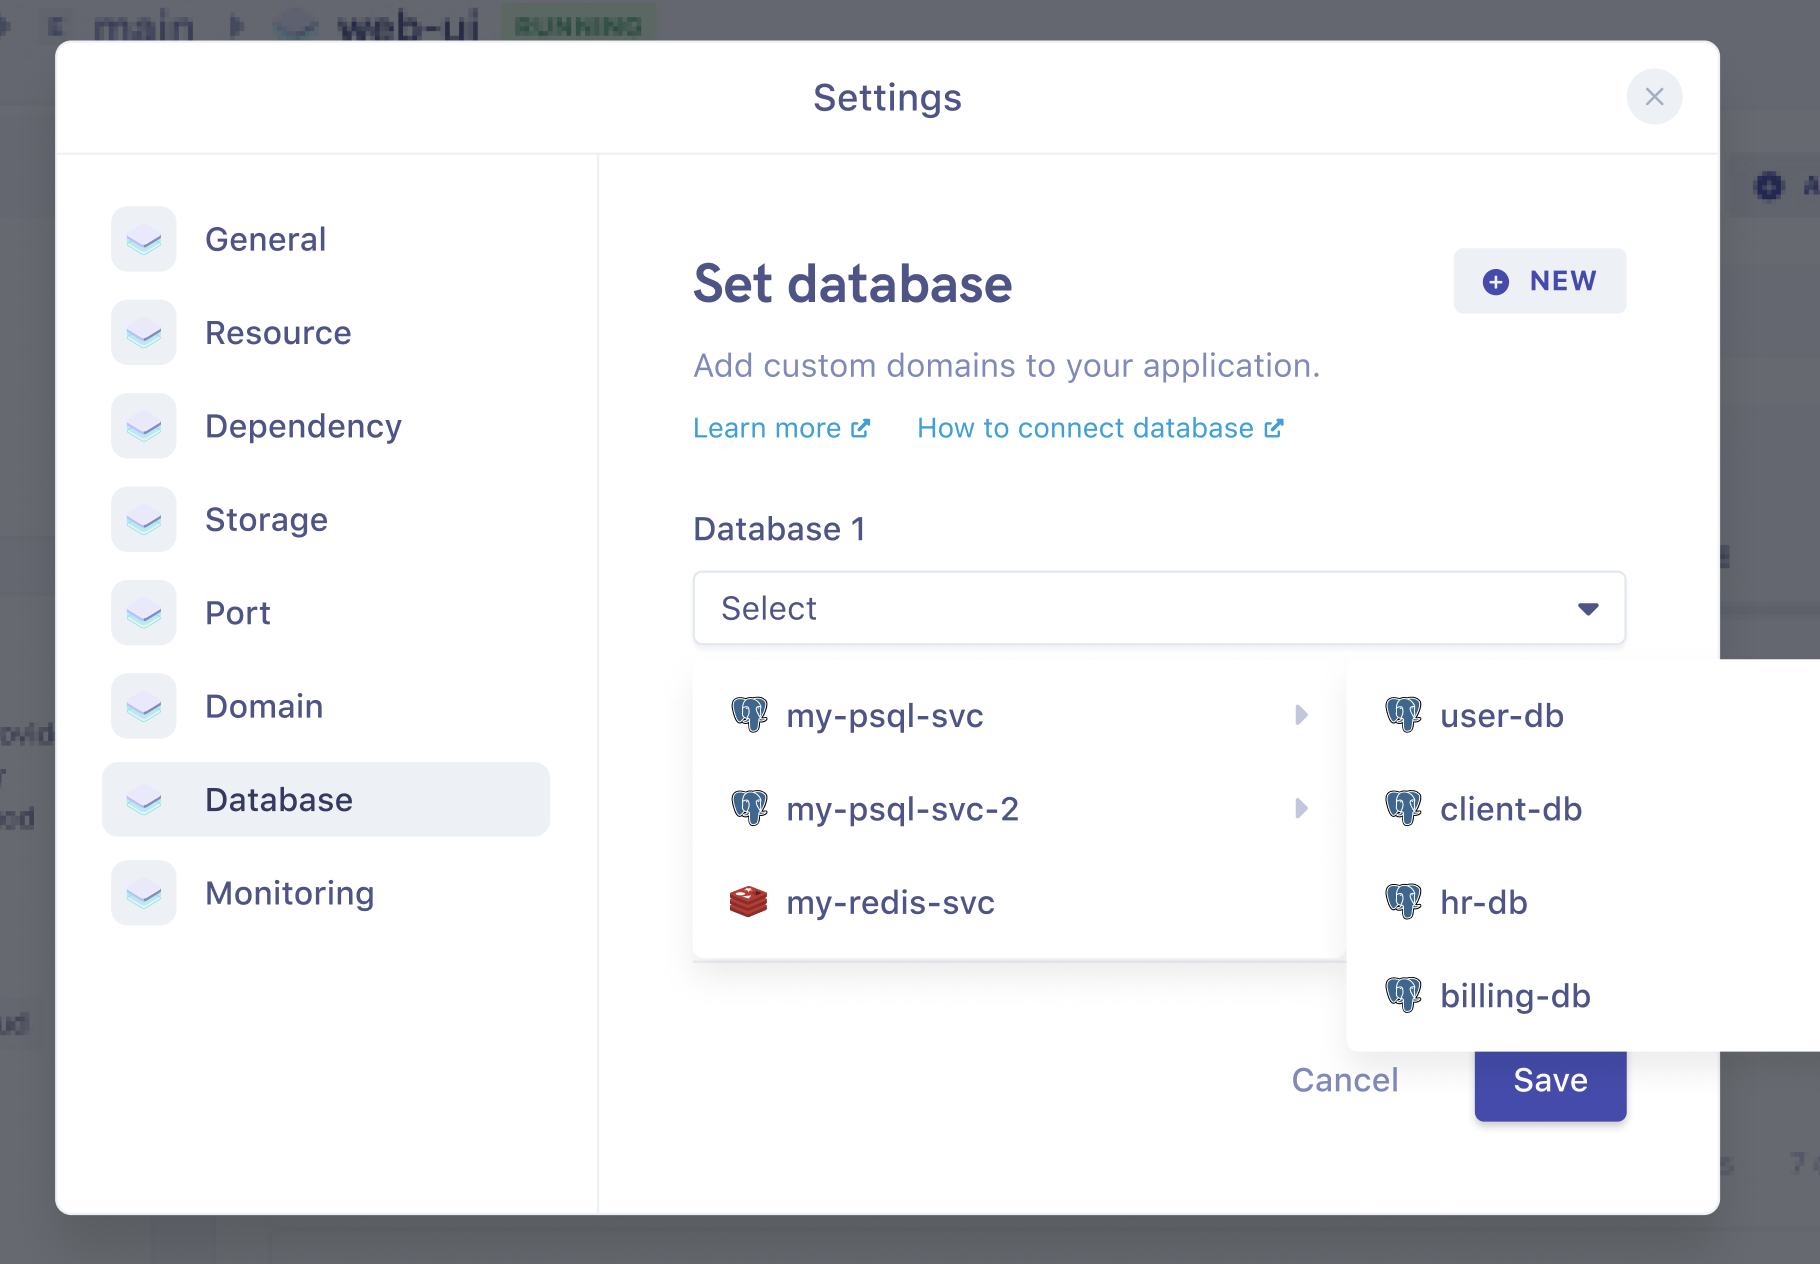 main
web-ui
RUNNING
Settings
General
Resource
Dependency
Storage
Port
Domain
Database
Monitoring
Set database
NEW
Add custom domains to your application.
Learn more
How to connect database
Database 1
Select
my-psql-svc
my-psql-svc-2
my-redis-svc
user-db
client-db
hr-db
billing-db
Cancel
Save